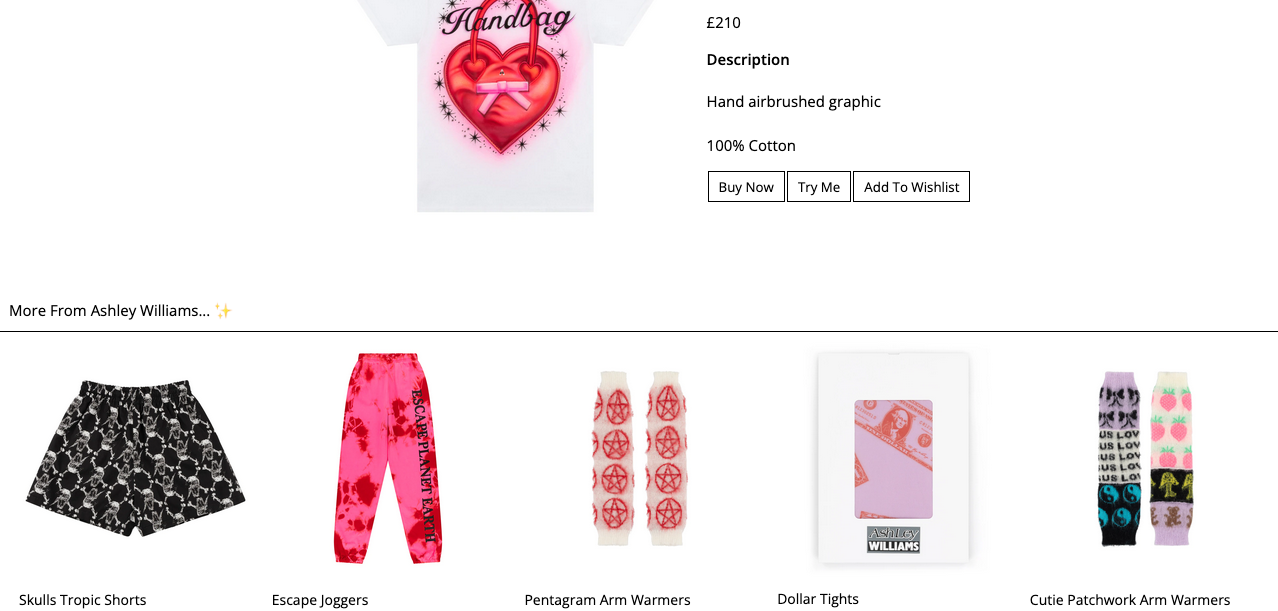 Handbag
£210
Description
Hand airbrushed graphic
100% Cotton
Buy Now
Try Me
Add To Wishlist
More From Ashley Williams... ✨
ESCAPE PLANET EARTH
Ashley
WILLIAMS
US LOV
US LOV
US LOV
Skulls Tropic Shorts
Escape Joggers
Pentagram Arm Warmers
Dollar Tights
Cutie Patchwork Arm Warmers